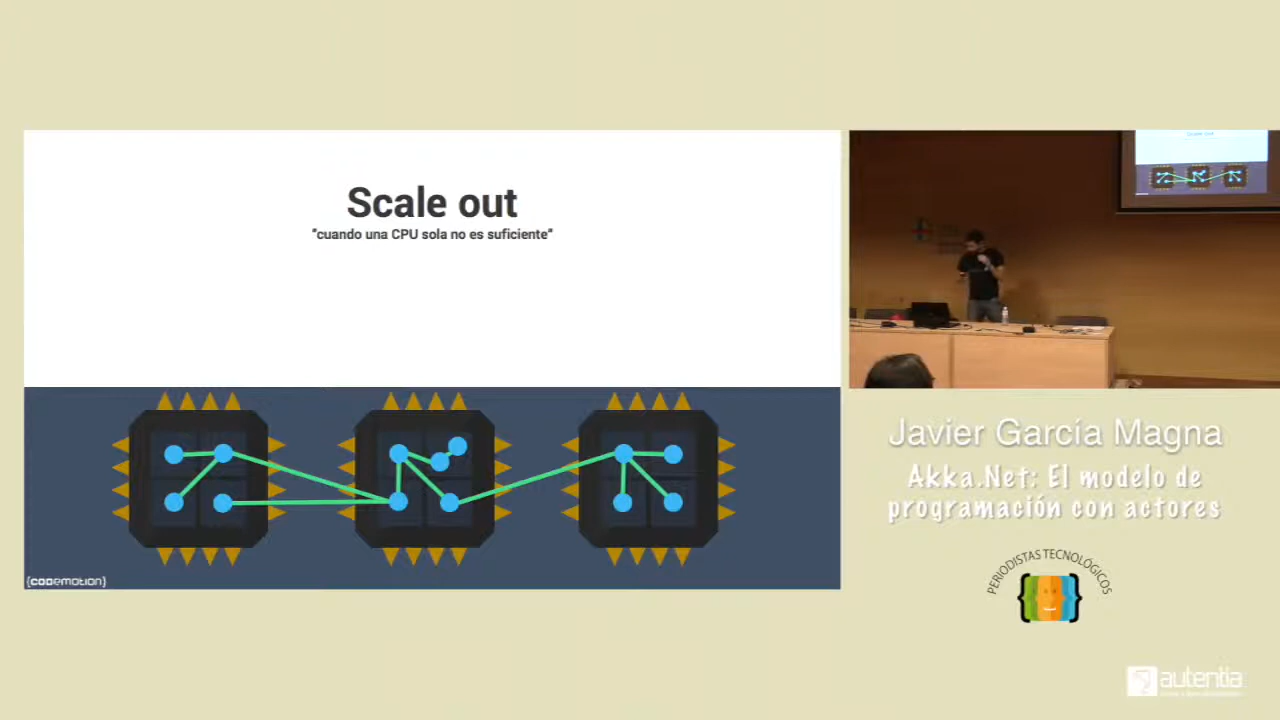 Scale out
"cuando una CPU sola no es suficiente"
{codemotion}
Javier García Magna
Akka.Net: El modelo de
programación con actores
PERIODISTAS TECNOLÓGICOS
autentia